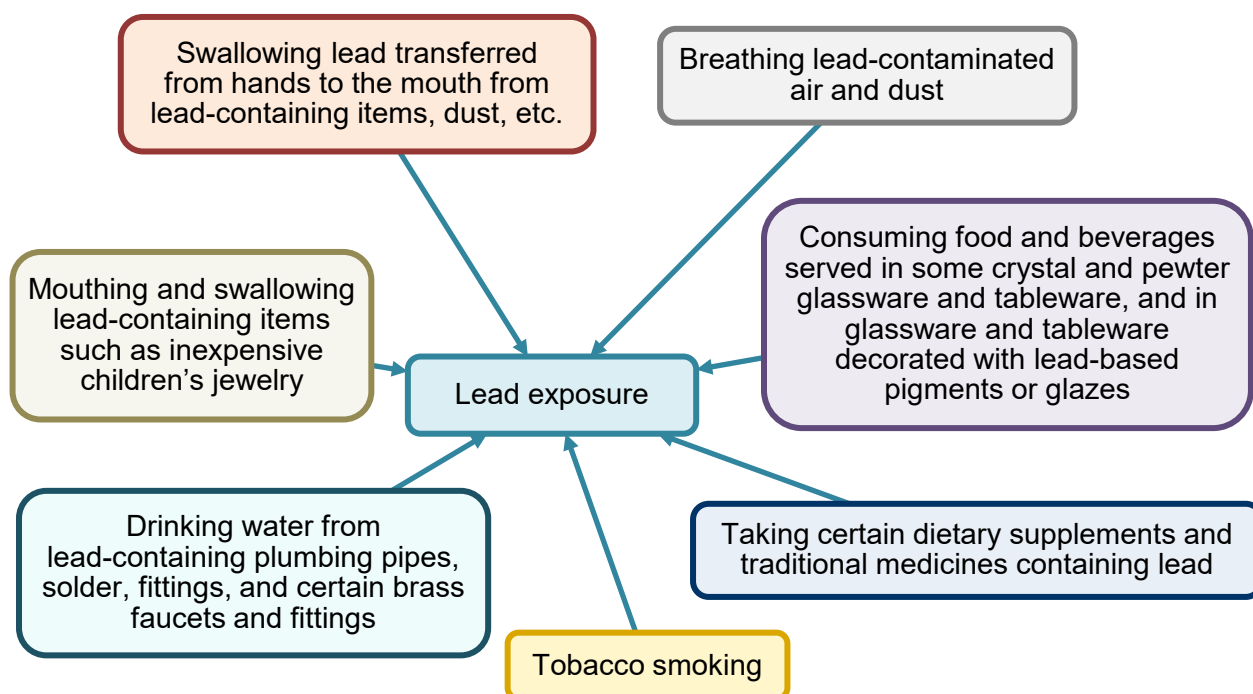 Swallowing lead transferred
from hands to the mouth from
lead-containing items, dust, etc.
Breathing lead-contaminated
air and dust
Mouthing and swallowing
lead-containing items
such as inexpensive
children’s jewelry
Consuming food and beverages
served in some crystal and pewter
glassware and tableware, and in
glassware and tableware
decorated with lead-based
pigments or glazes
Lead exposure
Drinking water from
lead-containing plumbing pipes,
solder, fittings, and certain brass
faucets and fittings
Taking certain dietary supplements and
traditional medicines containing lead
Tobacco smoking